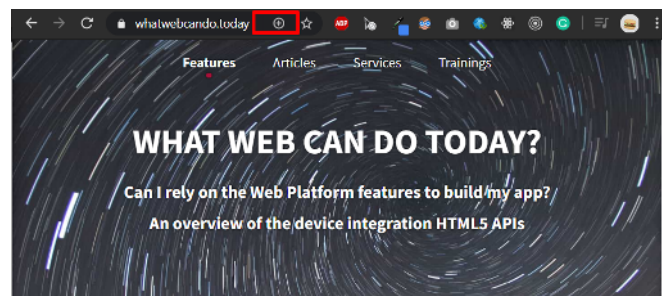 whatwebcando.today
ABP
Features Articles Services Trainings
WHAT WEB CAN DO TODAY?
Can I rely on the Web Platform features to build my app?
An overview of the device integration HTML5 APIs